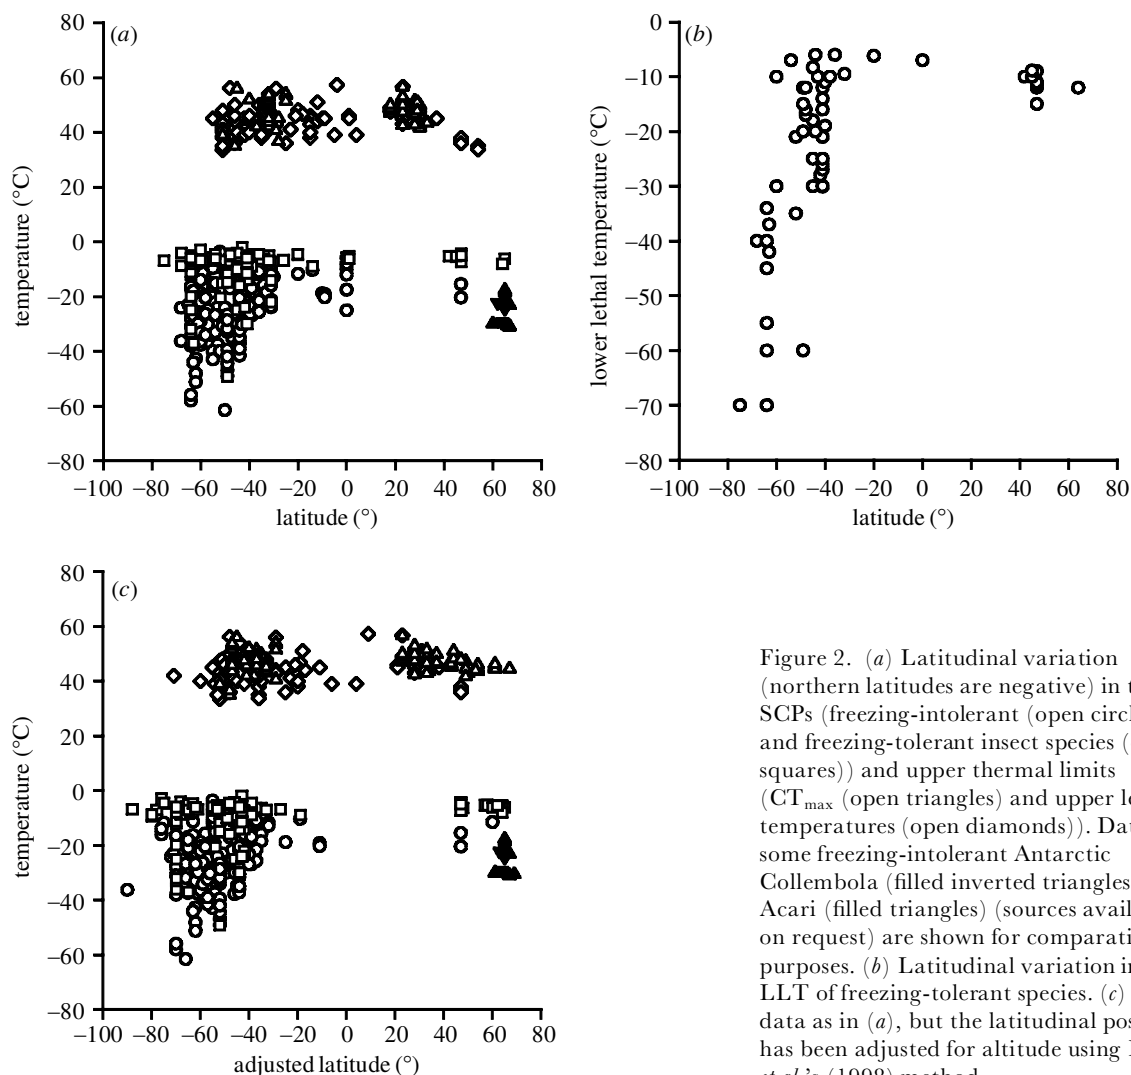 (a)
80
60
40
20
0
−20
−40
−60
−80
temperature (°C)
−100 −80 −60 −40 −20 0 20 40 60 80
latitude (°)
(b)
0
−10
−20
−30
−40
−50
−60
−70
−80
lower lethal temperature (°C)
−100 −80 −60 −40 −20 0 20 40 60 80
latitude (°)
(c)
80
60
40
20
0
−20
−40
−60
−80
temperature (°C)
−100 −80 −60 −40 −20 0 20 40 60 80
adjusted latitude (°)
Figure 2. (a) Latitudinal variation
(northern latitudes are negative) in
SCPs (freezing-intolerant (open
and freezing-tolerant insect species (
squares)) and upper thermal limits
(CTmax (open triangles) and upper
temperatures (open diamonds)).
some freezing-intolerant Antarctic
Collembola (filled inverted triangles
Acari (filled triangles) (sources
on request) are shown for
purposes. (b) Latitudinal variation in
LLT of freezing-tolerant species. (c)
data as in (a), but the latitudinal
has been adjusted for altitude using
et al.'s (1998) method.